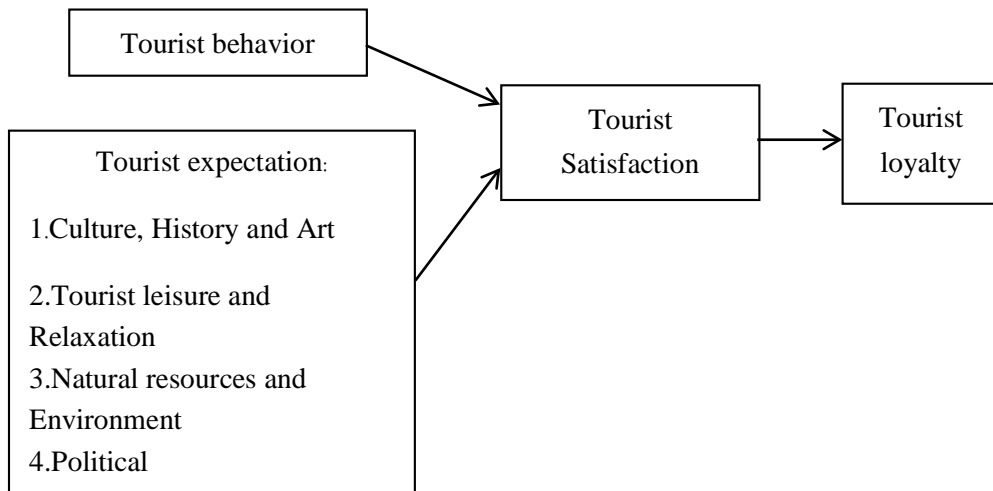 Tourist behavior
Tourist expectation:
1.Culture, History and Art
2.Tourist leisure and
Relaxation
3.Natural resources and
Environment
4.Political
Tourist
Satisfaction
Tourist
loyalty